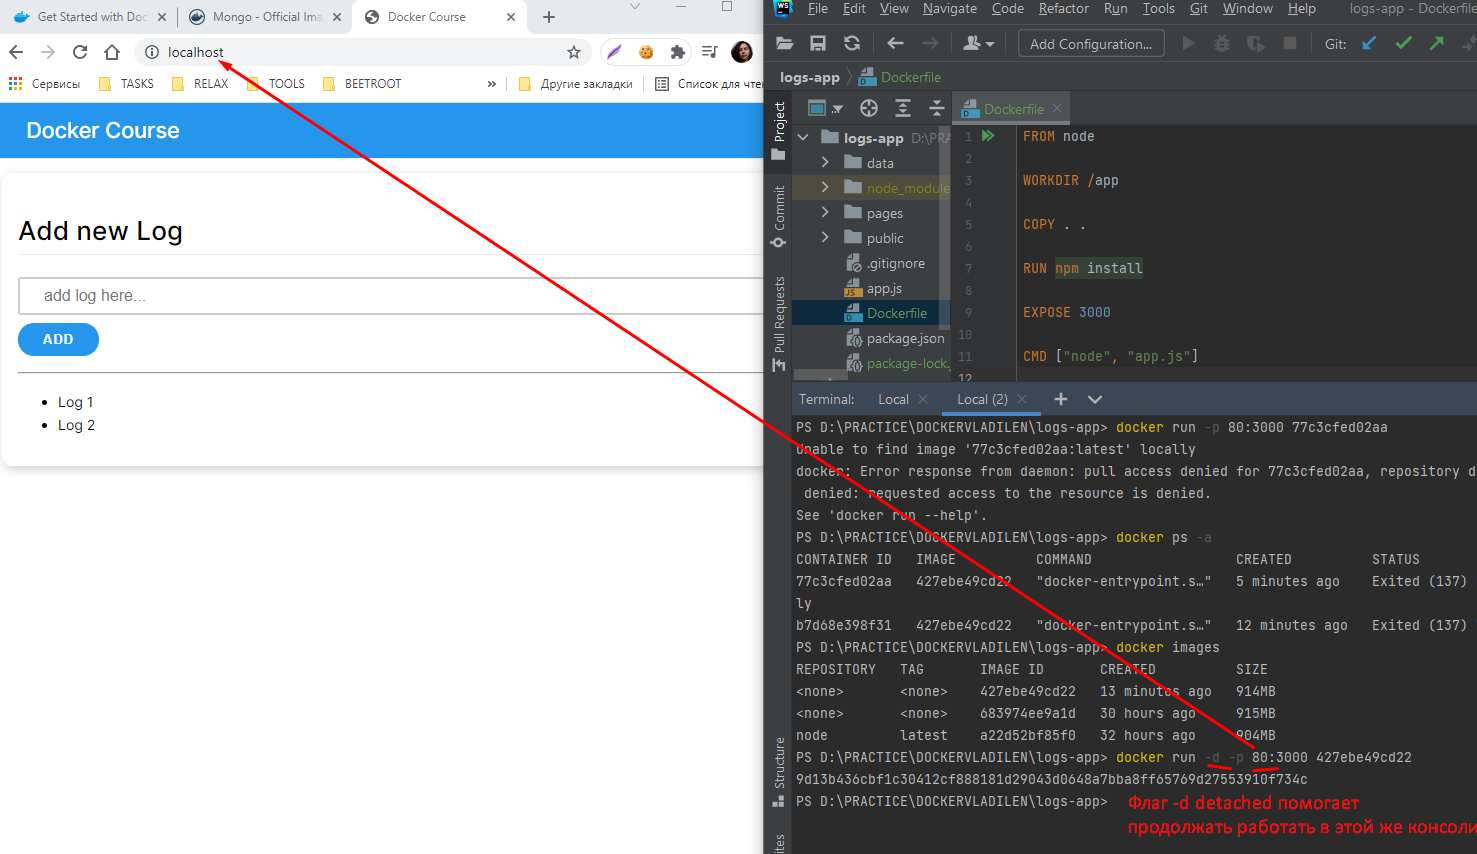 Get Started with Doc
Mongo - Official Ima
Docker Course
localhost
Сервисы
TASKS
RELAX
TOOLS
BEETROOT
»
Другие закладки
Список для чтен
Docker Course
Add new Log
add log here...
ADD
Log 1
Log 2
WS
File Edit View Navigate Code Refactor Run Tools Git Window Help logs-app - Dockerfile
Add Configuration...
Git:
logs-app
Dockerfile
Project
Commit
Pull Requests
Structure
logs-app D:\PRA
data
node_module
pages
public
.gitignore
app.js
Dockerfile
package.json
package-lock.
Dockerfile
1 FROM node
2
3 WORKDIR /app
4
5 COPY . .
6
7 RUN npm install
8
9 EXPOSE 3000
10
11 CMD ["node", "app.js"]
12
Terminal: Local Local (2)
PS D:\PRACTICE\DOCKERVLADILEN\logs-app> docker run -p 80:3000 77c3cfed02aa
Unable to find image '77c3cfed02aa:latest' locally
docker: Error response from daemon: pull access denied for 77c3cfed02aa, repository d
denied: requested access to the resource is denied.
See 'docker run --help'.
PS D:\PRACTICE\DOCKERVLADILEN\logs-app> docker ps -a
CONTAINER ID IMAGE COMMAND CREATED STATUS
77c3cfed02aa 427ebe49cd22 "docker-entrypoint.s…" 5 minutes ago Exited (137)
ly
b7d68e398f31 427ebe49cd22 "docker-entrypoint.s…" 12 minutes ago Exited (137)
PS D:\PRACTICE\DOCKERVLADILEN\logs-app> docker images
REPOSITORY TAG IMAGE ID CREATED SIZE
<none> <none> 427ebe49cd22 13 minutes ago 914MB
<none> <none> 683974ee9a1d 30 hours ago 915MB
node latest a22d52bf85f0 32 hours ago 904MB
PS D:\PRACTICE\DOCKERVLADILEN\logs-app> docker run -d -p 80:3000 427ebe49cd22
9d13b436cbf1c30412cf888181d29043d0648a7bba8ff65769d27553910f734c
PS D:\PRACTICE\DOCKERVLADILEN\logs-app>
Флаг -d detached помогает
продолжать работать в этой же консоли